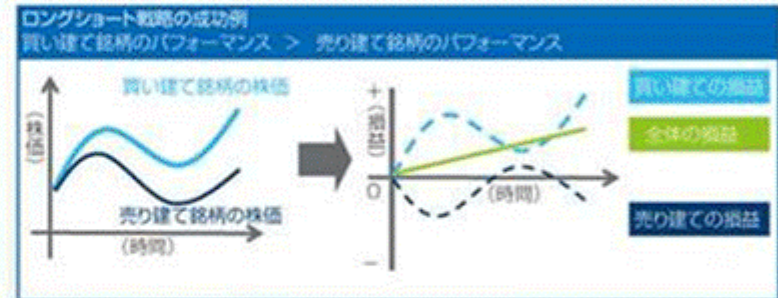 ロングショート戦略の成功例
買い建て銘柄のパフォーマンス > 売り建て銘柄のパフォーマンス
買い建て銘柄の株価
(株価)
売り建て銘柄の株価
(時間)
+
(損益)
0
(時間)
−
買い建ての損益
全体の損益
売り建ての損益